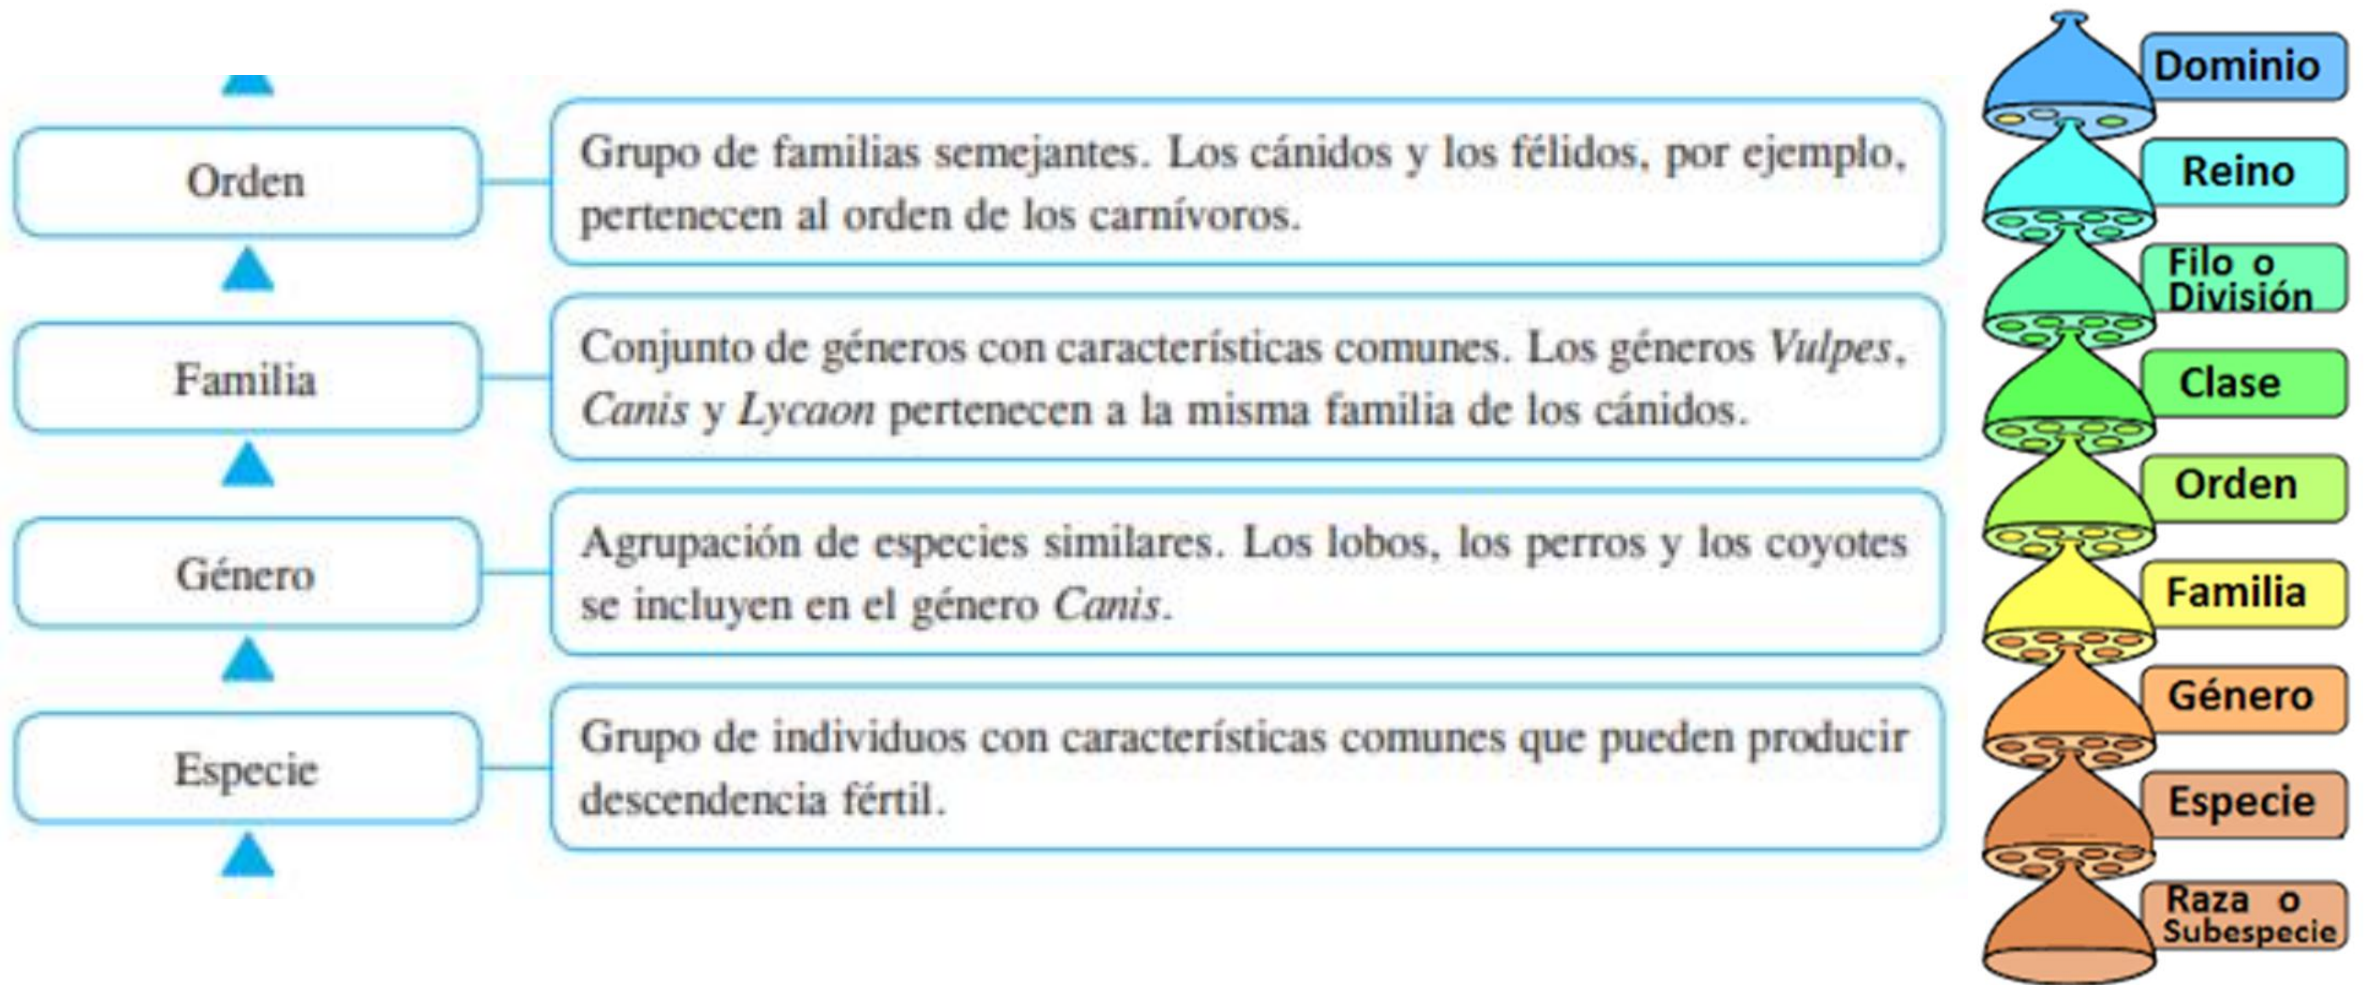 Orden
Grupo de familias semejantes. Los cánidos y los félidos, por ejemplo,
pertenecen al orden de los carnívoros.
Familia
Conjunto de géneros con características comunes. Los géneros Vulpes,
Canis y Lycaon pertenecen a la misma familia de los cánidos.
Género
Agrupación de especies similares. Los lobos, los perros y los coyotes
se incluyen en el género Canis.
Especie
Grupo de individuos con características comunes que pueden producir
descendencia fértil.
Dominio
Reino
Filo o
División
Clase
Orden
Familia
Género
Especie
Raza o
Subespecie